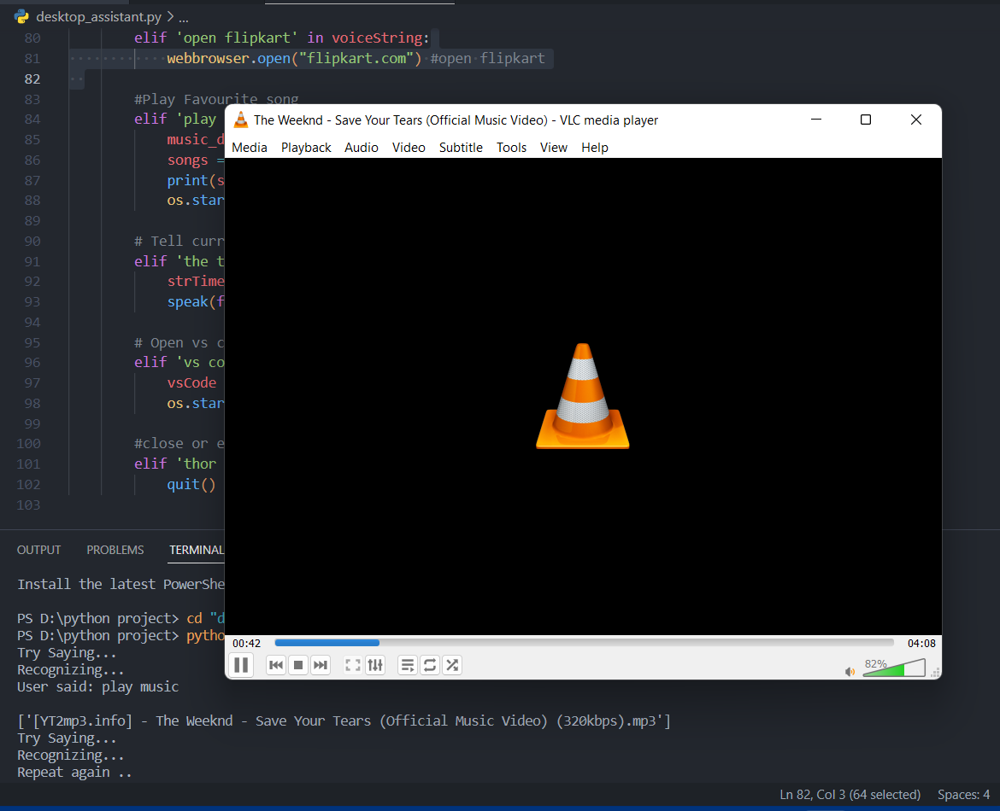 desktop_assistant.py > ...
80 elif 'open flipkart' in voiceString:
81 webbrowser.open("flipkart.com") #open flipkart
82
83 #Play Favourite song
84 elif 'play
85 music_d
86 songs =
87 print(s
88 os.star
89
90 # Tell curr
91 elif 'the t
92 strTime
93 speak(f
94
95 # Open vs c
96 elif 'vs co
97 vsCode
98 os.star
99
100 #close or e
101 elif 'thor
102 quit()
103
The Weeknd - Save Your Tears (Official Music Video) - VLC media player
Media Playback Audio Video Subtitle Tools View Help
00:42 04:08
82%
OUTPUT PROBLEMS TERMINAL
Install the latest PowerShe
PS D:\python project> cd "d
PS D:\python project> pytho
Try Saying...
Recognizing...
User said: play music
['[YT2mp3.info] - The Weeknd - Save Your Tears (Official Music Video) (320kbps).mp3']
Try Saying...
Recognizing...
Repeat again ..
Ln 82, Col 3 (64 selected) Spaces: 4